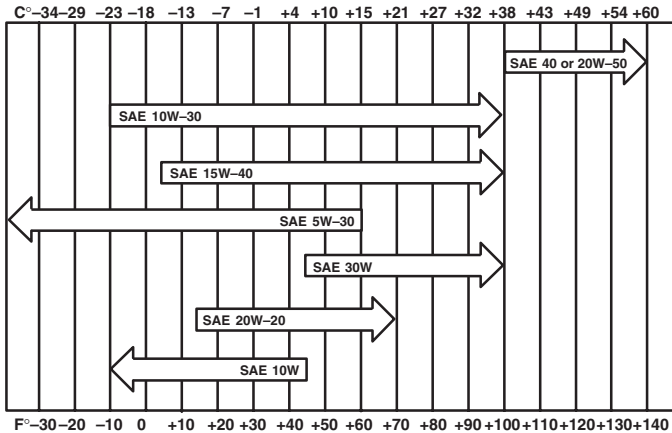 C°–34–29 –23 –18 –13 –7 –1 +4 +10 +15 +21 +27 +32 +38 +43 +49 +54 +60
SAE 40 or 20W–50
SAE 10W–30
SAE 15W–40
SAE 5W–30
SAE 30W
SAE 20W–20
SAE 10W
F°–30–20 –10 0 +10 +20 +30 +40 +50 +60 +70 +80 +90 +100 +110 +120 +130 +140